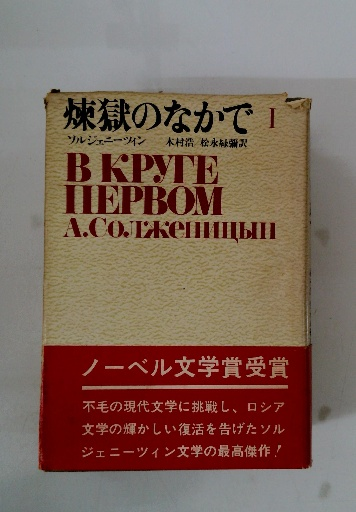 煉獄のなかで I
ソルジェニーツィン 木村浩 松永緑彌訳
В КРУГЕ
ПЕРВОМ
А.Солженицын
ノーベル文学賞受賞
不毛の現代文学に挑戦し、ロシア
文学の輝かしい復活を告げたソル
ジェニーツィン文学の最高傑作！